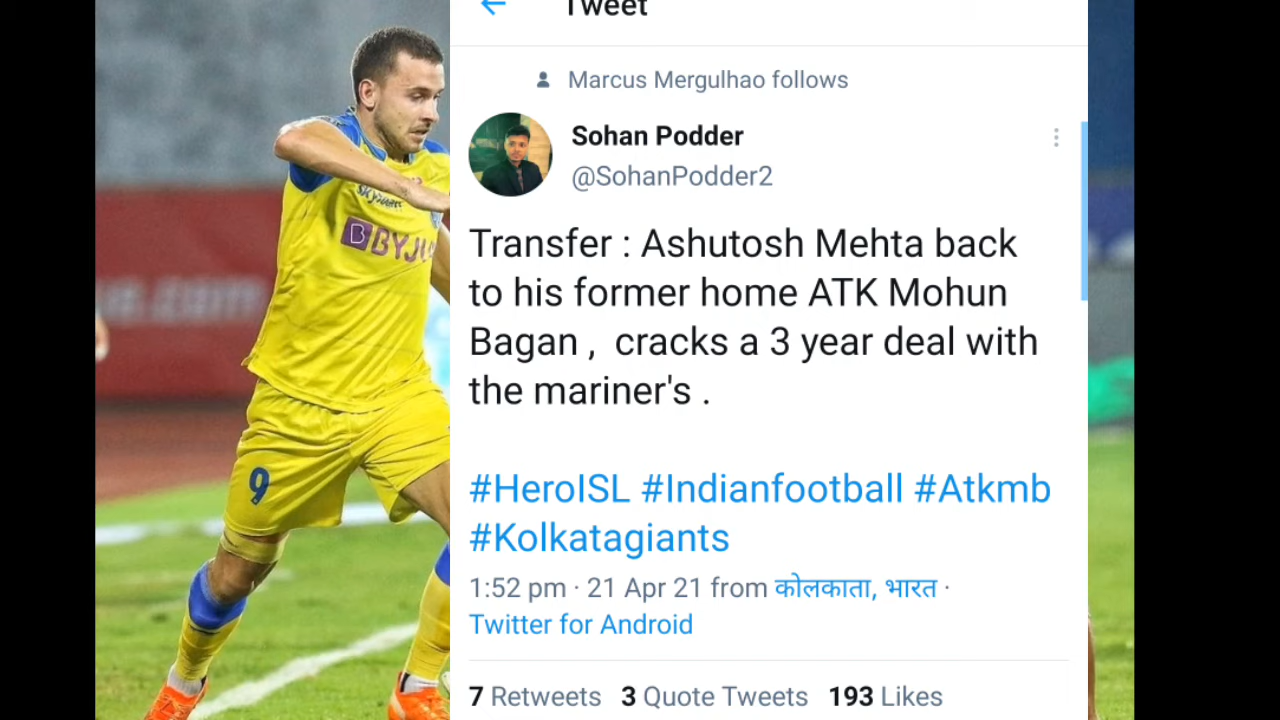 Tweet
Marcus Mergulhao follows
Sohan Podder
@SohanPodder2
Transfer : Ashutosh Mehta back
to his former home ATK Mohun
Bagan ,  cracks a 3 year deal with
the mariner's .
#HeroISL #Indianfootball #Atkmb
#Kolkatagiants
1:52 pm · 21 Apr 21 from कोलकाता, भारत ·
Twitter for Android
7 Retweets 3 Quote Tweets 193 Likes
9